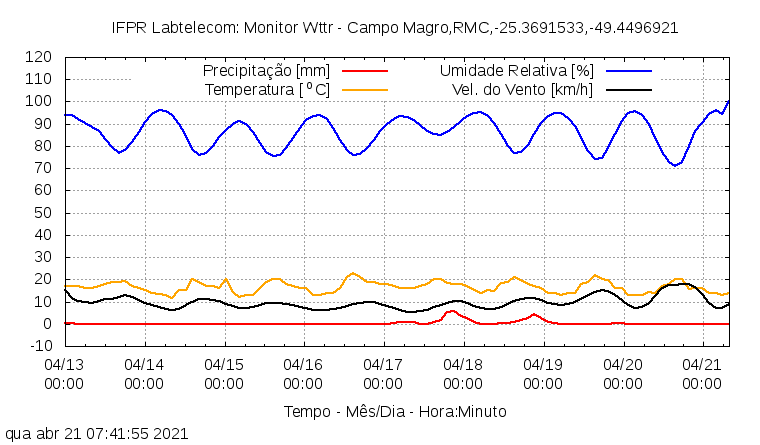 IFPR Labtelecom: Monitor Wttr - Campo Magro,RMC,-25.3691533,-49.4496921
Precipitação [mm]
Umidade Relativa [%]
Temperatura [ºC]
Vel. do Vento [km/h]
120
110
100
90
80
70
60
50
40
30
20
10
0
-10
04/13 04/14 04/15 04/16 04/17 04/18 04/19 04/20 04/21
00:00 00:00 00:00 00:00 00:00 00:00 00:00 00:00 00:00
Tempo - Mês/Dia - Hora:Minuto
qua abr 21 07:41:55 2021